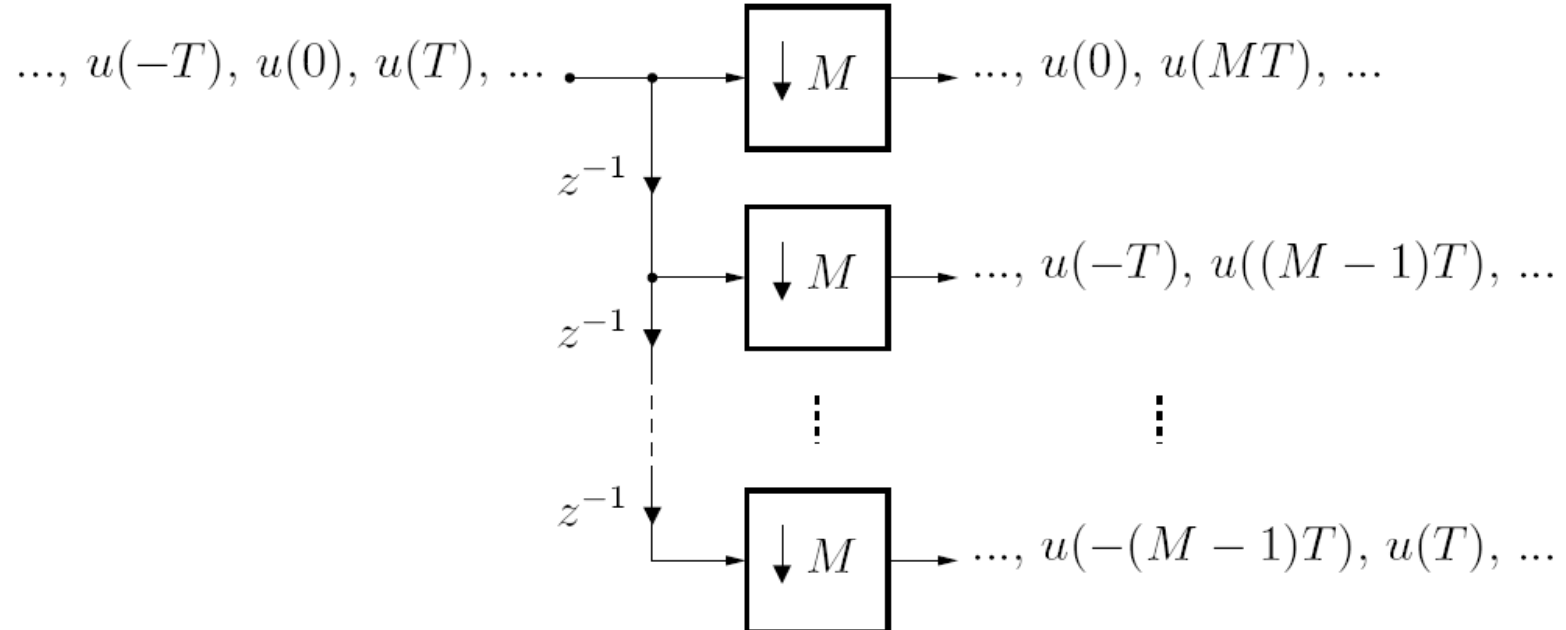 ..., u(−T), u(0), u(T), ... ↓ M ..., u(0), u(MT), ...
z⁻¹
↓ M ..., u(−T), u((M − 1)T), ...
z⁻¹
z⁻¹
↓ M ..., u(−(M − 1)T), u(T), ...